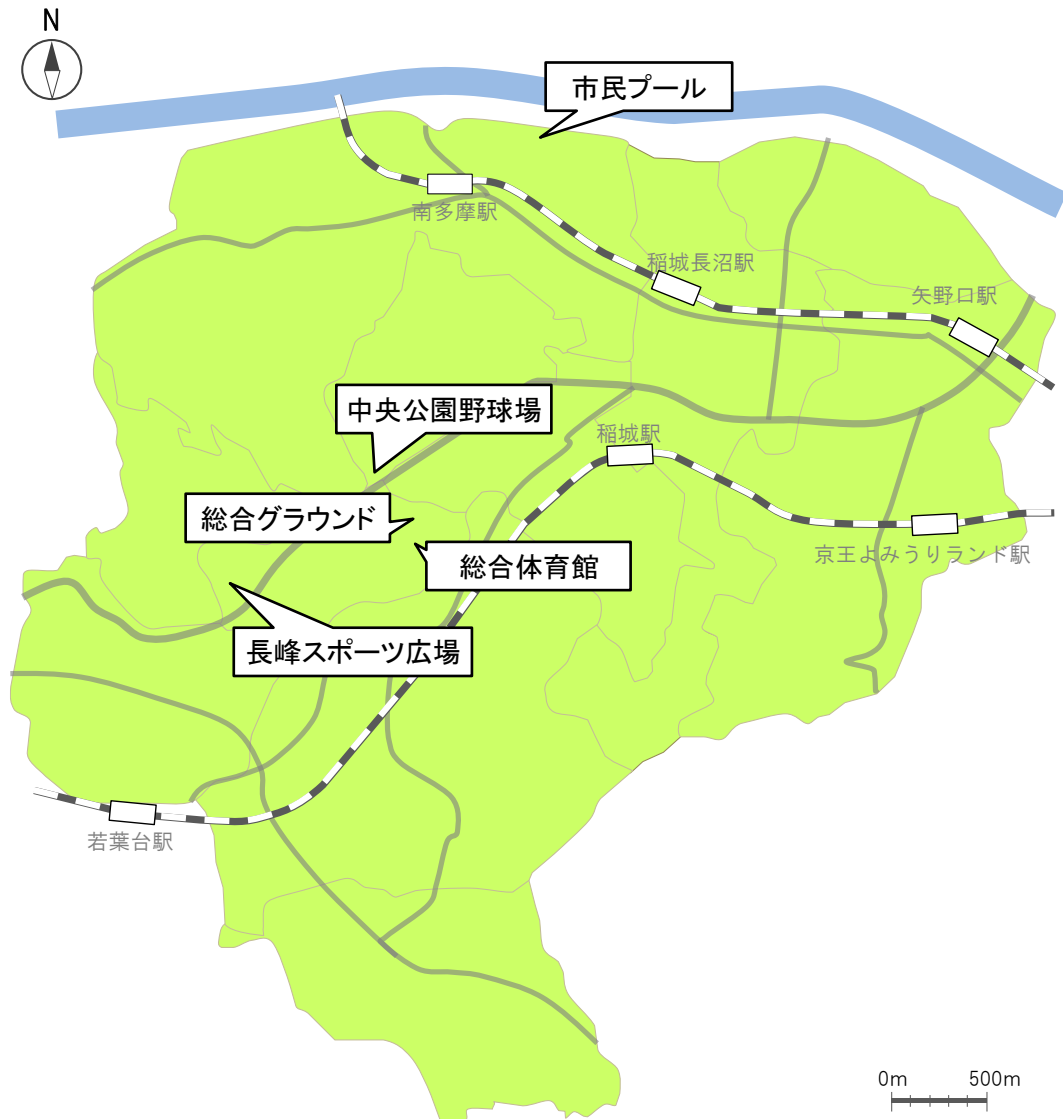 N
市民プール
南多摩駅
稲城長沼駅
矢野口駅
中央公園野球場
稲城駅
総合グラウンド
京王よみうりランド駅
総合体育館
長峰スポーツ広場
若葉台駅
0m 500m